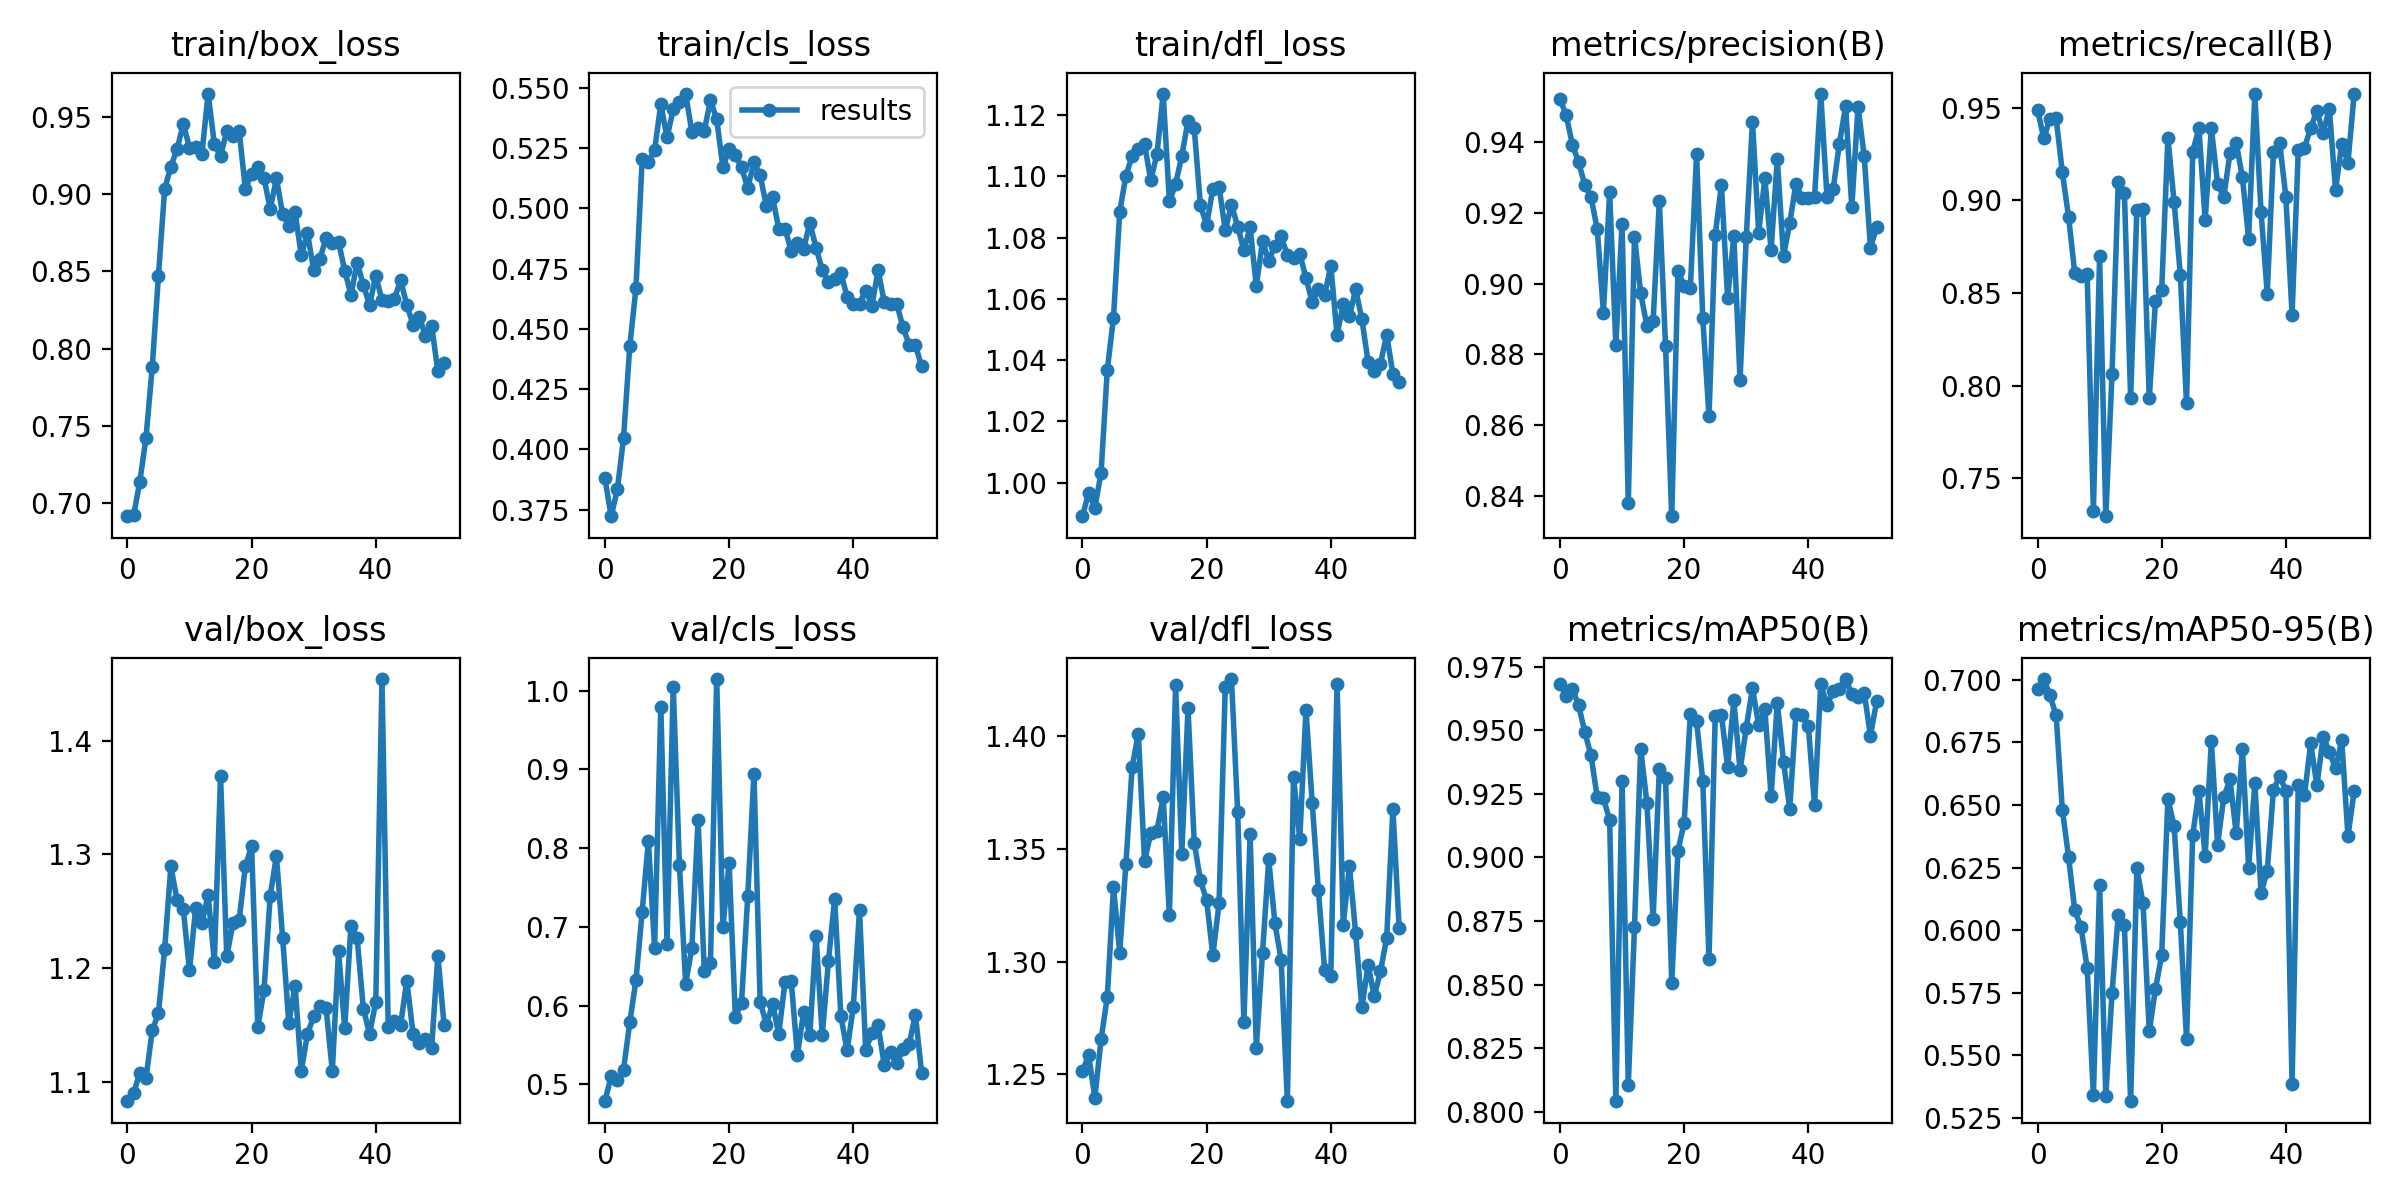 train/box_loss
0.95
0.90
0.85
0.80
0.75
0.70
0 20 40
train/cls_loss
results
0.550
0.525
0.500
0.475
0.450
0.425
0.400
0.375
0 20 40
train/dfl_loss
1.12
1.10
1.08
1.06
1.04
1.02
1.00
0 20 40
metrics/precision(B)
0.94
0.92
0.90
0.88
0.86
0.84
0 20 40
metrics/recall(B)
0.95
0.90
0.85
0.80
0.75
0 20 40
val/box_loss
1.4
1.3
1.2
1.1
0 20 40
val/cls_loss
1.0
0.9
0.8
0.7
0.6
0.5
0 20 40
val/dfl_loss
1.40
1.35
1.30
1.25
0 20 40
metrics/mAP50(B)
0.975
0.950
0.925
0.900
0.875
0.850
0.825
0.800
0 20 40
metrics/mAP50-95(B)
0.700
0.675
0.650
0.625
0.600
0.575
0.550
0.525
0 20 40